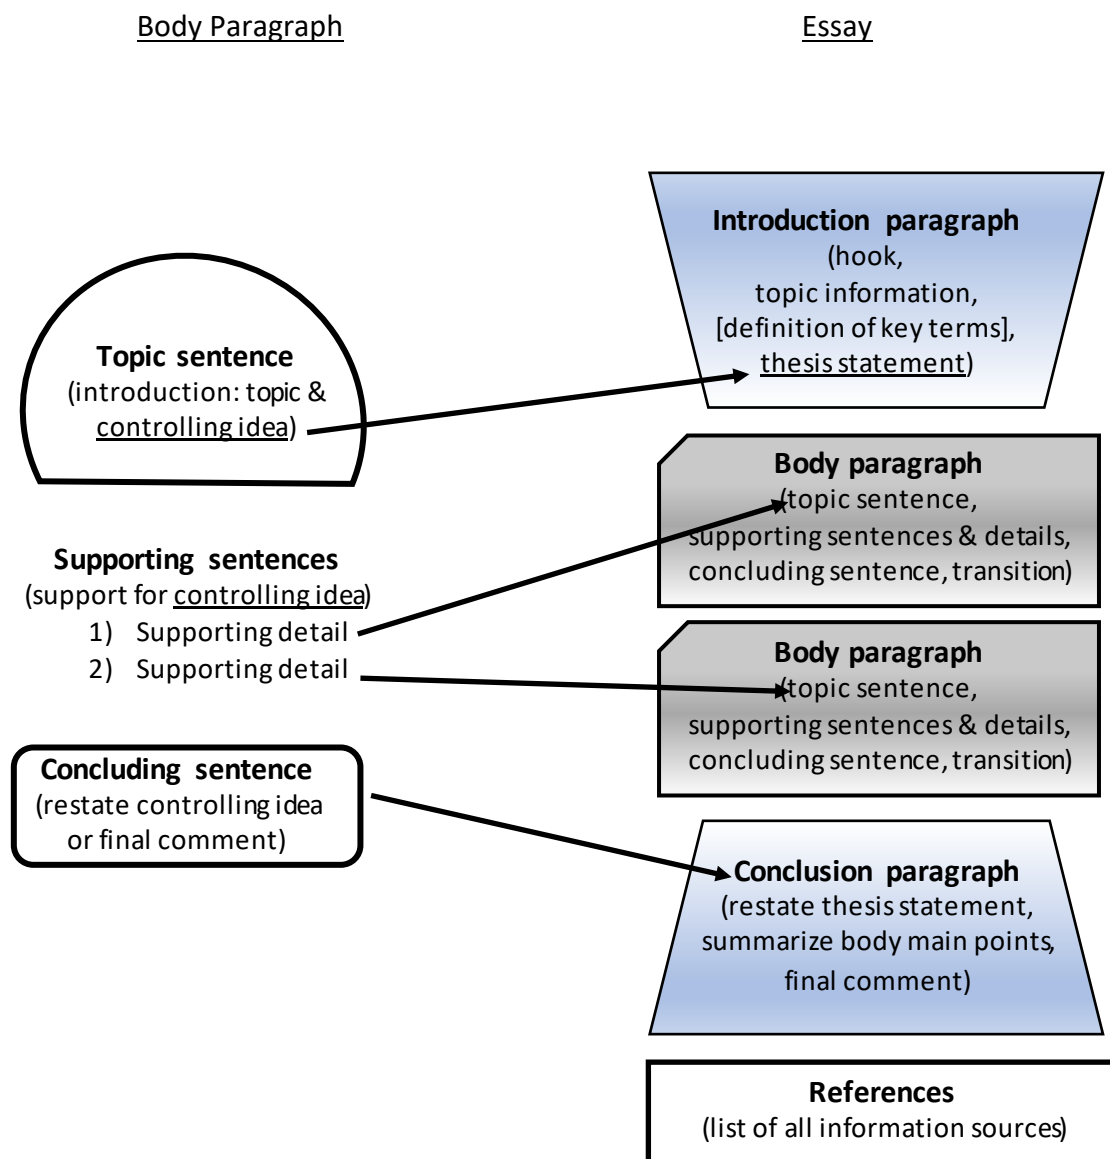 Body Paragraph
Essay
Topic sentence
(introduction: topic &
controlling idea)
Supporting sentences
(support for controlling idea)
1) Supporting detail
2) Supporting detail
Concluding sentence
(restate controlling idea
or final comment)
Introduction paragraph
(hook,
topic information,
[definition of key terms],
thesis statement)
Body paragraph
(topic sentence,
supporting sentences & details,
concluding sentence, transition)
Body paragraph
(topic sentence,
supporting sentences & details,
concluding sentence, transition)
Conclusion paragraph
(restate thesis statement,
summarize body main points,
final comment)
References
(list of all information sources)